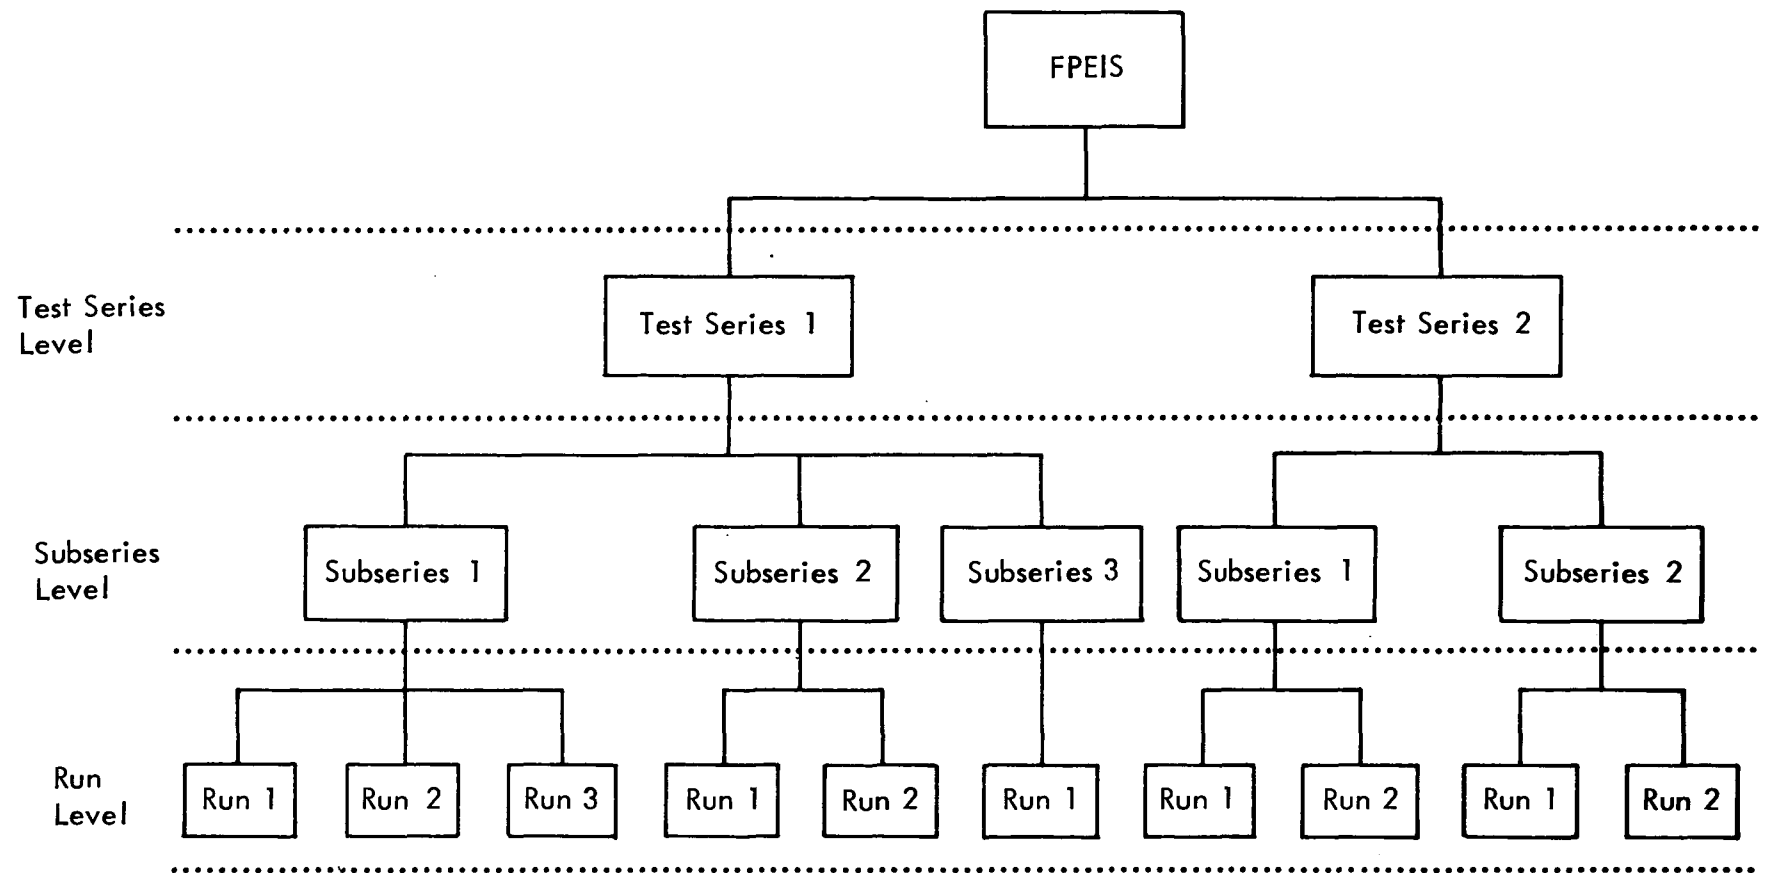 FPEIS
Test Series
Level
Test Series 1
Test Series 2
Subseries
Level
Subseries 1
Subseries 2
Subseries 3
Subseries 1
Subseries 2
Run
Level
Run 1
Run 2
Run 3
Run 1
Run 2
Run 1
Run 1
Run 2
Run 1
Run 2